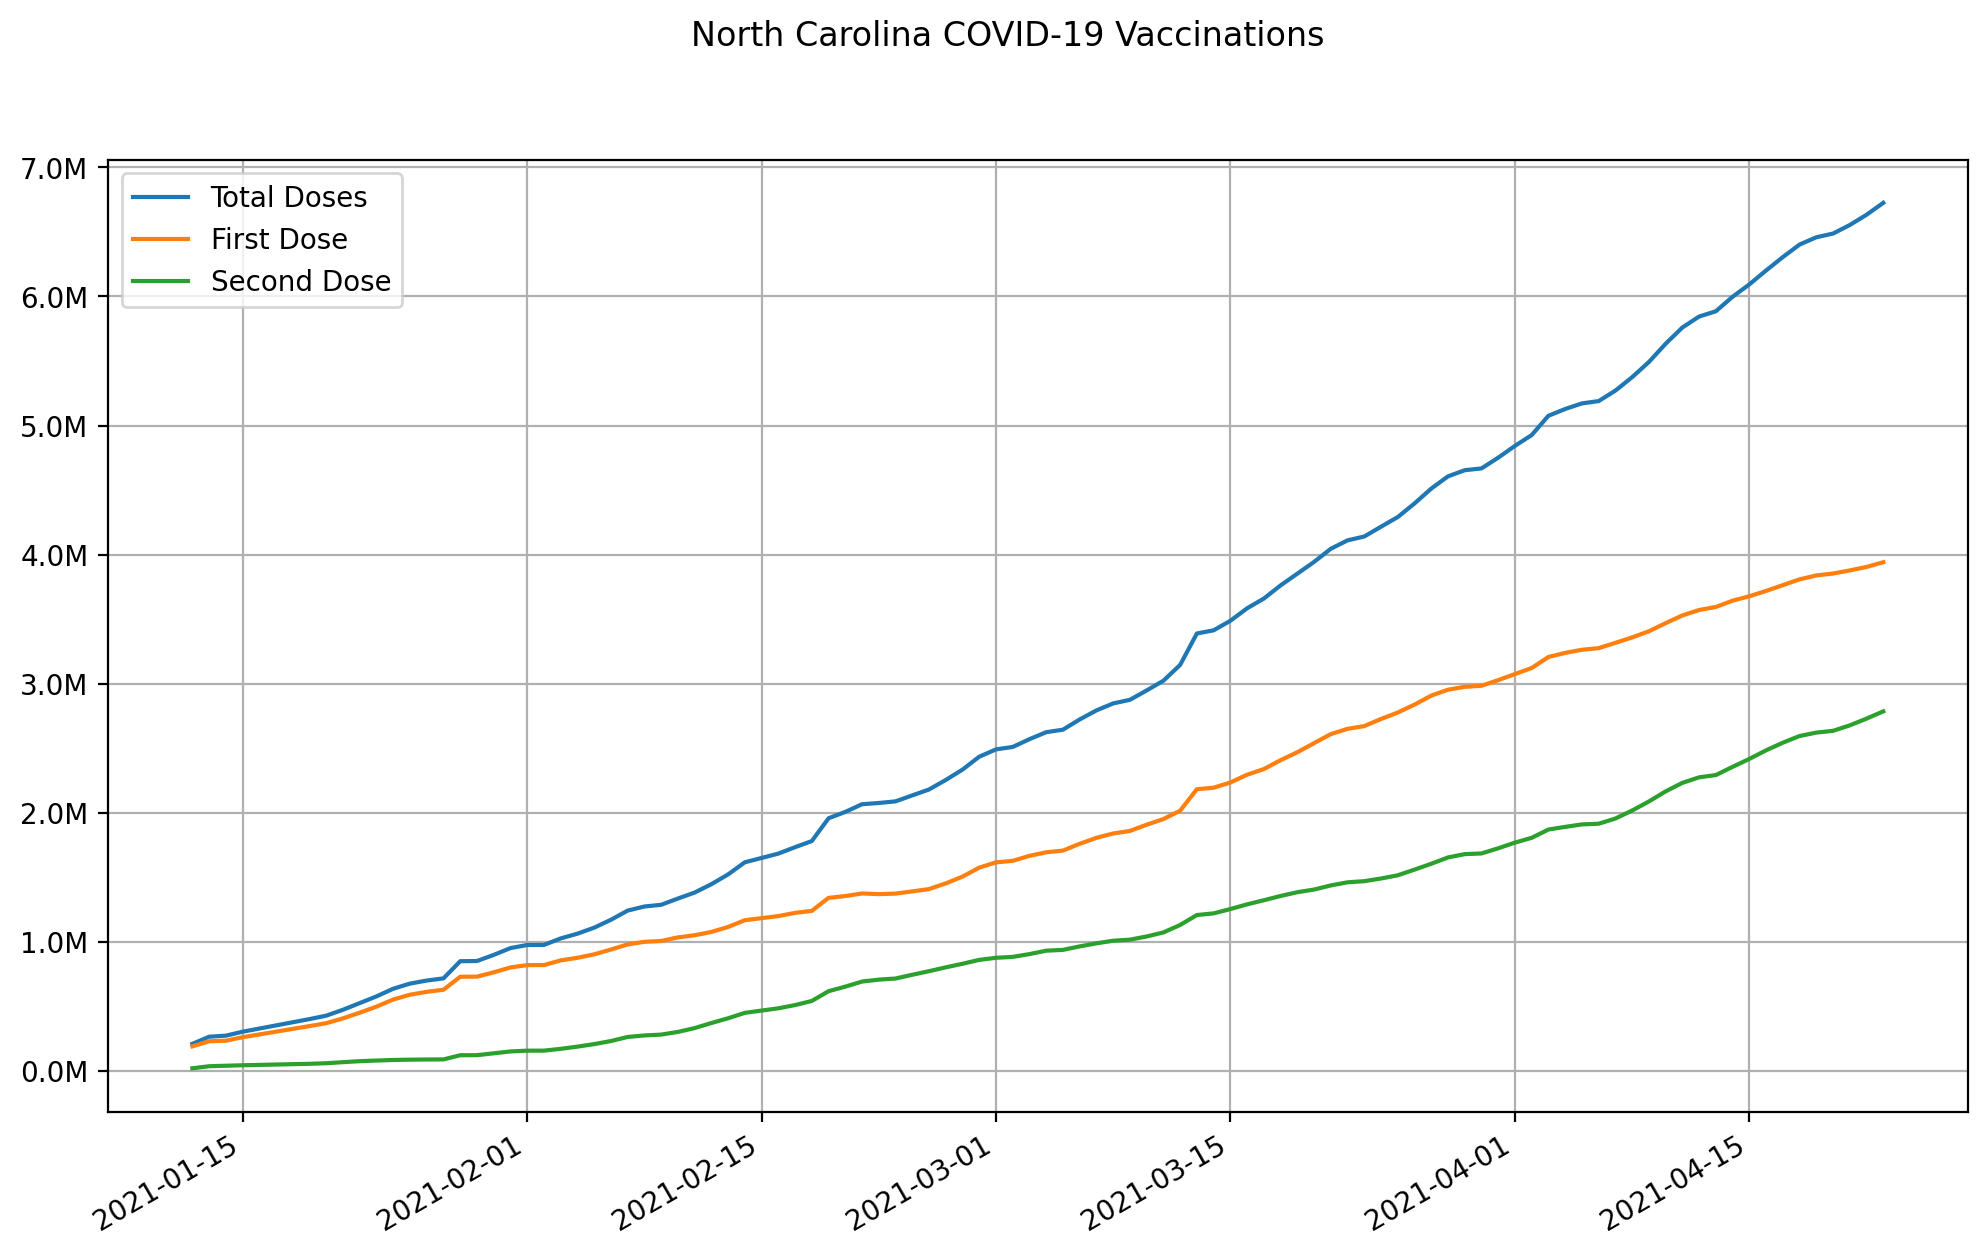 North Carolina COVID-19 Vaccinations
7.0M
6.0M
5.0M
4.0M
3.0M
2.0M
1.0M
0.0M
Total Doses
First Dose
Second Dose
2021-01-15
2021-02-01
2021-02-15
2021-03-01
2021-03-15
2021-04-01
2021-04-15